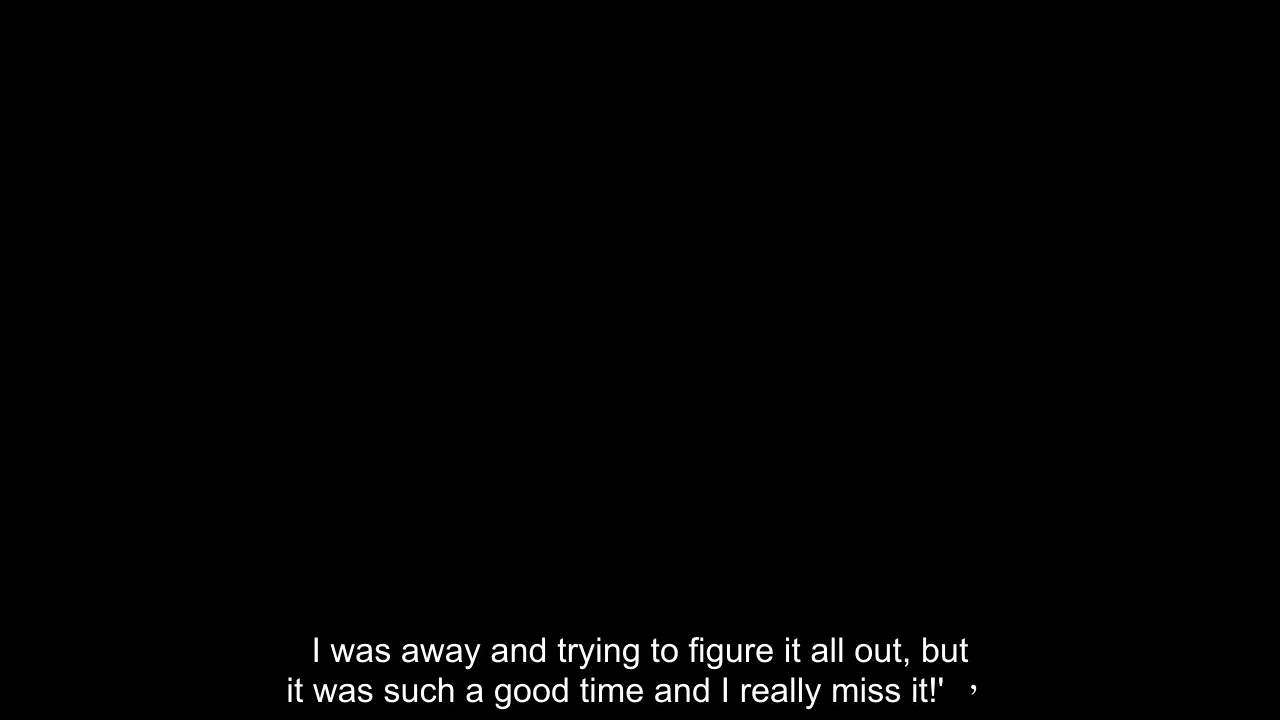 I was away and trying to figure it all out, but
it was such a good time and I really miss it!' ,